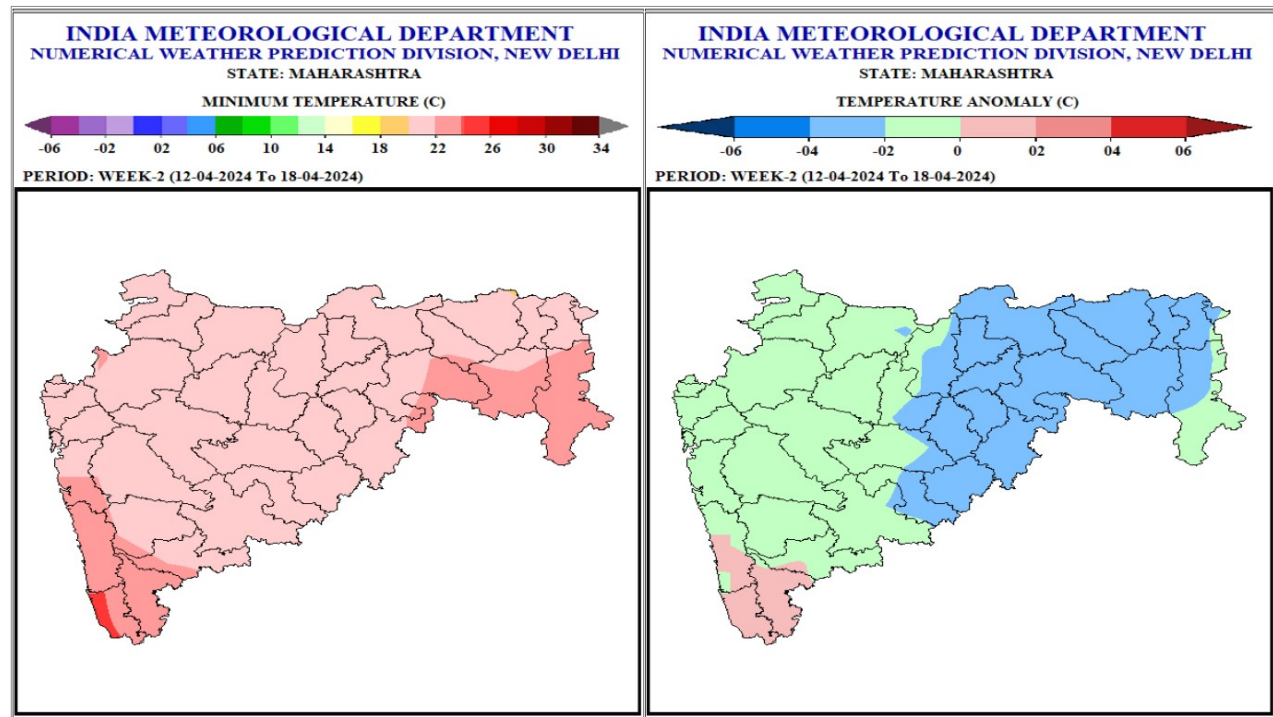 INDIA METEOROLOGICAL DEPARTMENT
NUMERICAL WEATHER PREDICTION DIVISION, NEW DELHI
STATE: MAHARASHTRA
MINIMUM TEMPERATURE (C)
-06 -02 02 06 10 14 18 22 26 30 34
PERIOD: WEEK-2 (12-04-2024 To 18-04-2024)
INDIA METEOROLOGICAL DEPARTMENT
NUMERICAL WEATHER PREDICTION DIVISION, NEW DELHI
STATE: MAHARASHTRA
TEMPERATURE ANOMALY (C)
-06 -04 -02 0 02 04 06
PERIOD: WEEK-2 (12-04-2024 To 18-04-2024)